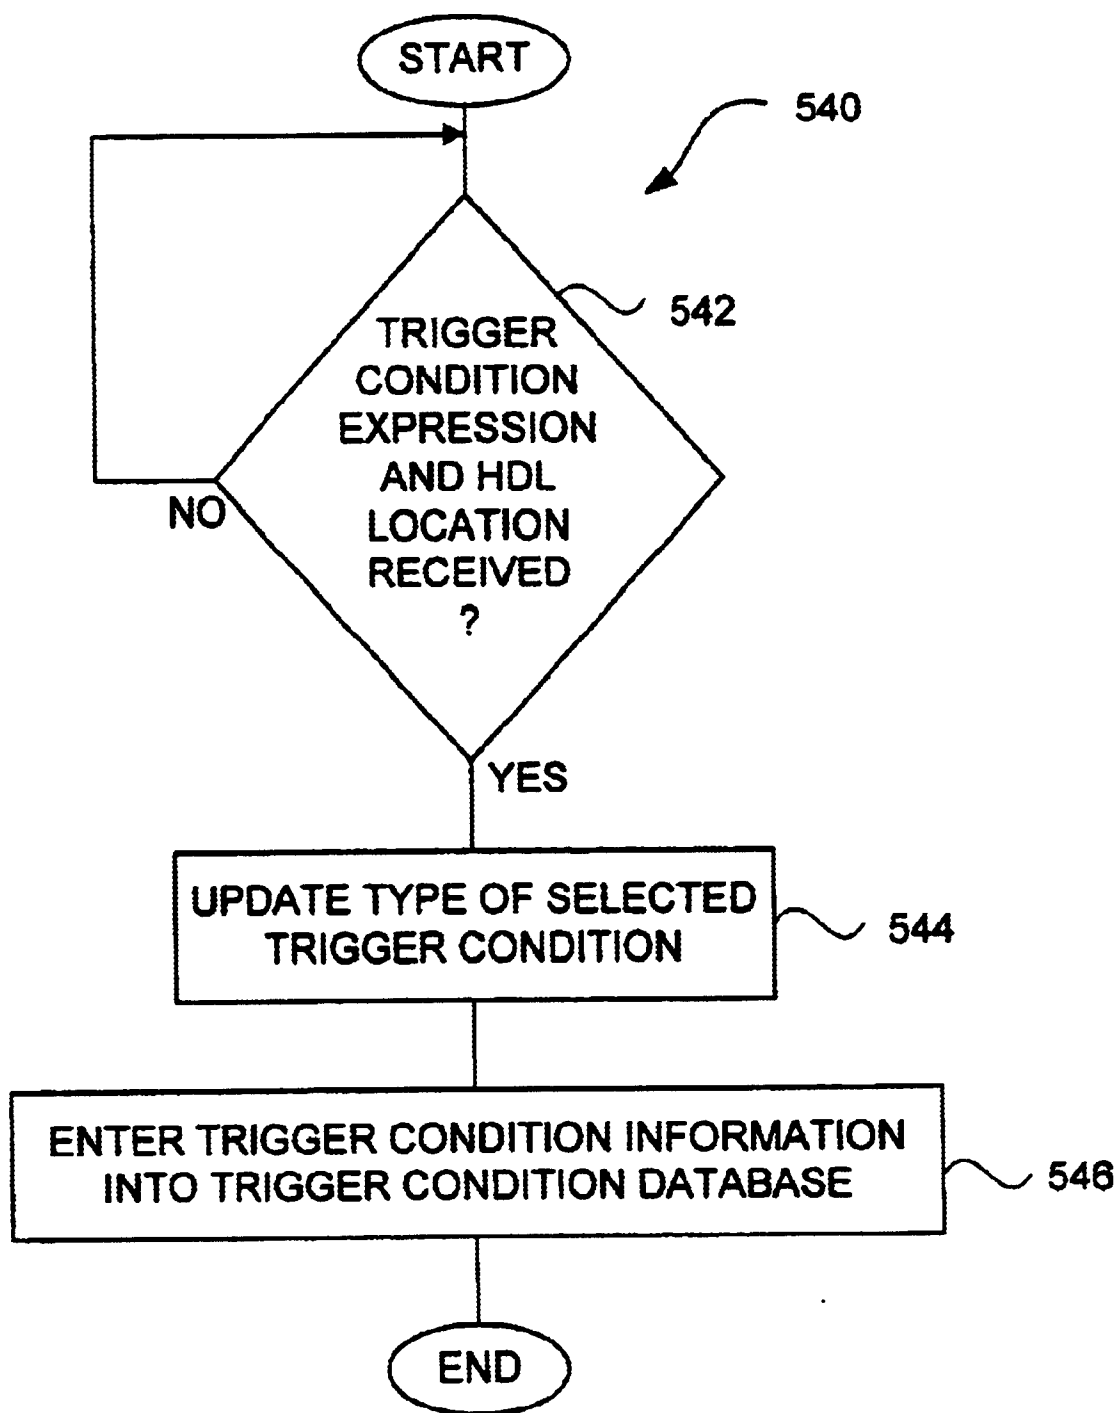 START
540
542
TRIGGER
CONDITION
EXPRESSION
AND HDL
LOCATION
RECEIVED
?
NO
YES
UPDATE TYPE OF SELECTED
TRIGGER CONDITION
544
ENTER TRIGGER CONDITION INFORMATION
INTO TRIGGER CONDITION DATABASE
546
END